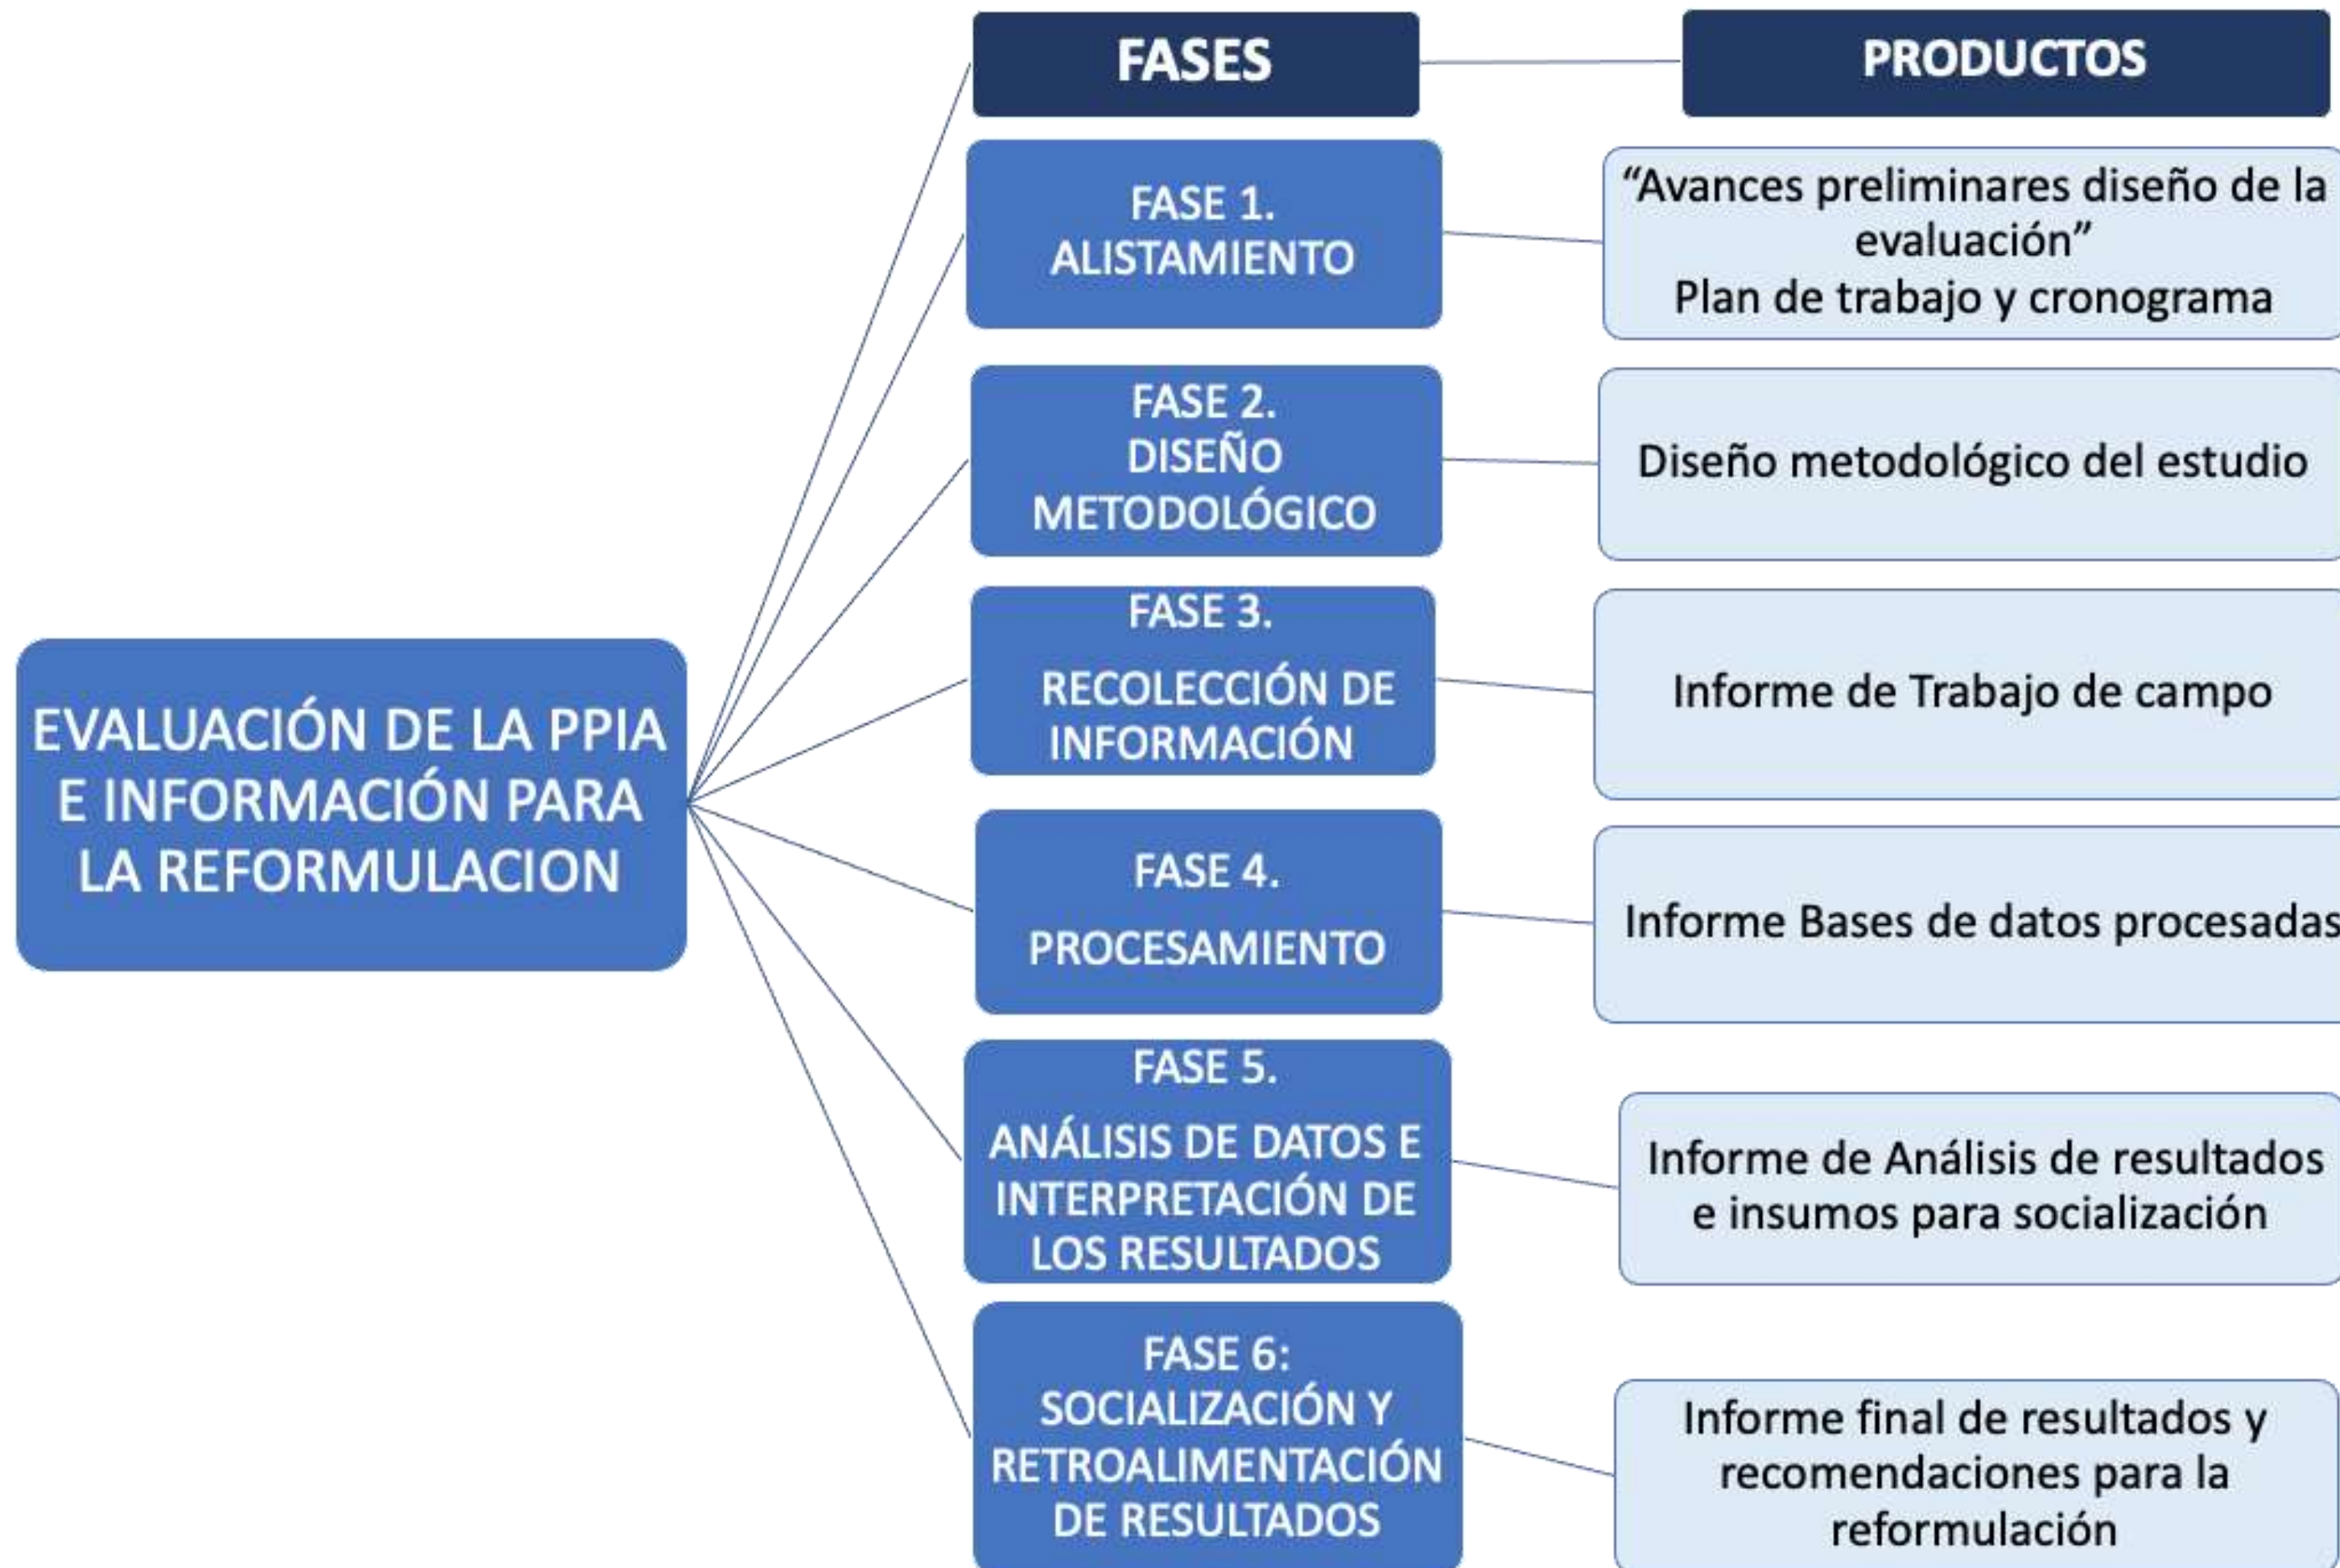 FASES
PRODUCTOS
EVALUACIÓN DE LA PPIA
E INFORMACIÓN PARA
LA REFORMULACION
FASE 1.
ALISTAMIENTO
“Avances preliminares diseño de la
evaluación”
Plan de trabajo y cronograma
FASE 2.
DISEÑO
METODOLÓGICO
Diseño metodológico del estudio
FASE 3.
RECOLECCIÓN DE
INFORMACIÓN
Informe de Trabajo de campo
FASE 4.
PROCESAMIENTO
Informe Bases de datos procesadas
FASE 5.
ANÁLISIS DE DATOS E
INTERPRETACIÓN DE
LOS RESULTADOS
Informe de Análisis de resultados
e insumos para socialización
FASE 6:
SOCIALIZACIÓN Y
RETROALIMENTACIÓN
DE RESULTADOS
Informe final de resultados y
recomendaciones para la
reformulación